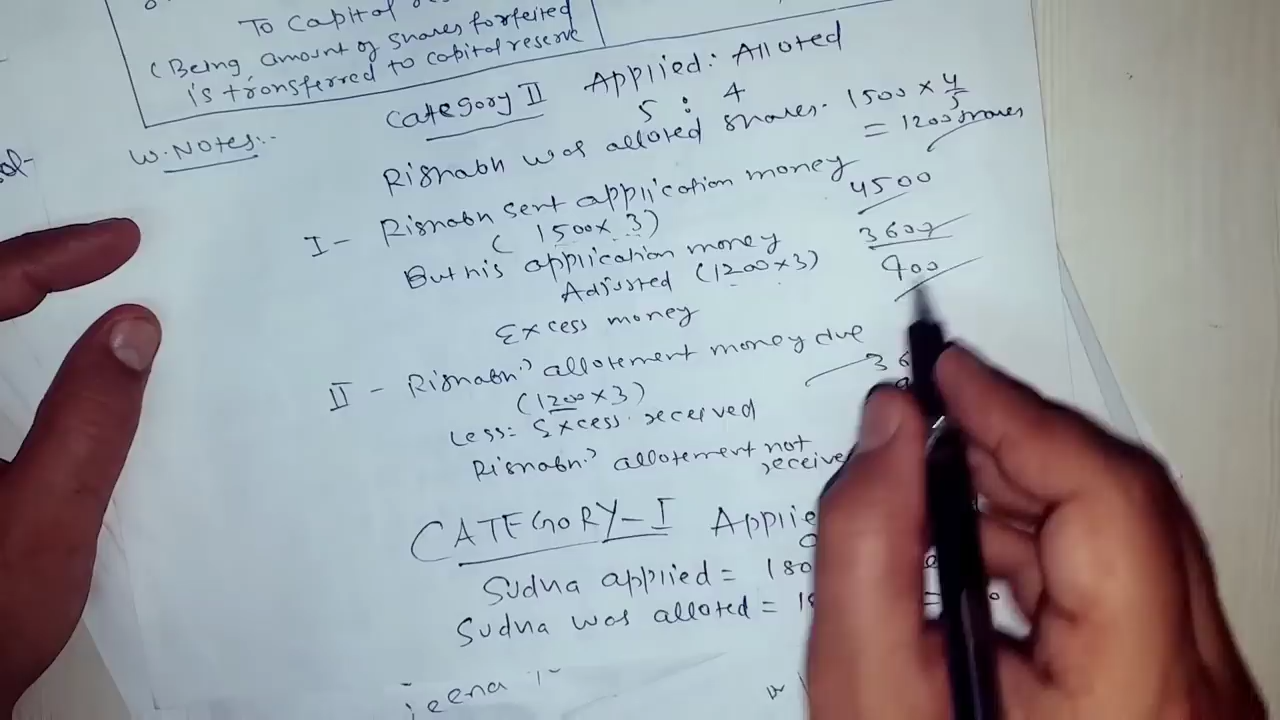 To Capital
(Being amount of shares forfeited
is transferred to capital reserve
W.Notes:-
Category II Applied : Alloted
5 : 4
Rishabh was alloted shares. 1500 × 4/5
= 1200 shares
I - Rishabh sent application money 4500
( 1500 × 3)
But his application money 3600
Adjusted (1200 × 3)
900
Excess money
II - Rishabh's allotement money due
(1200 × 3)
Less: Excess received
Rishabh's allotement not
received
CATEGORY-I Applie
Sudha applied = 180
Sudha was alloted = 18
jeena